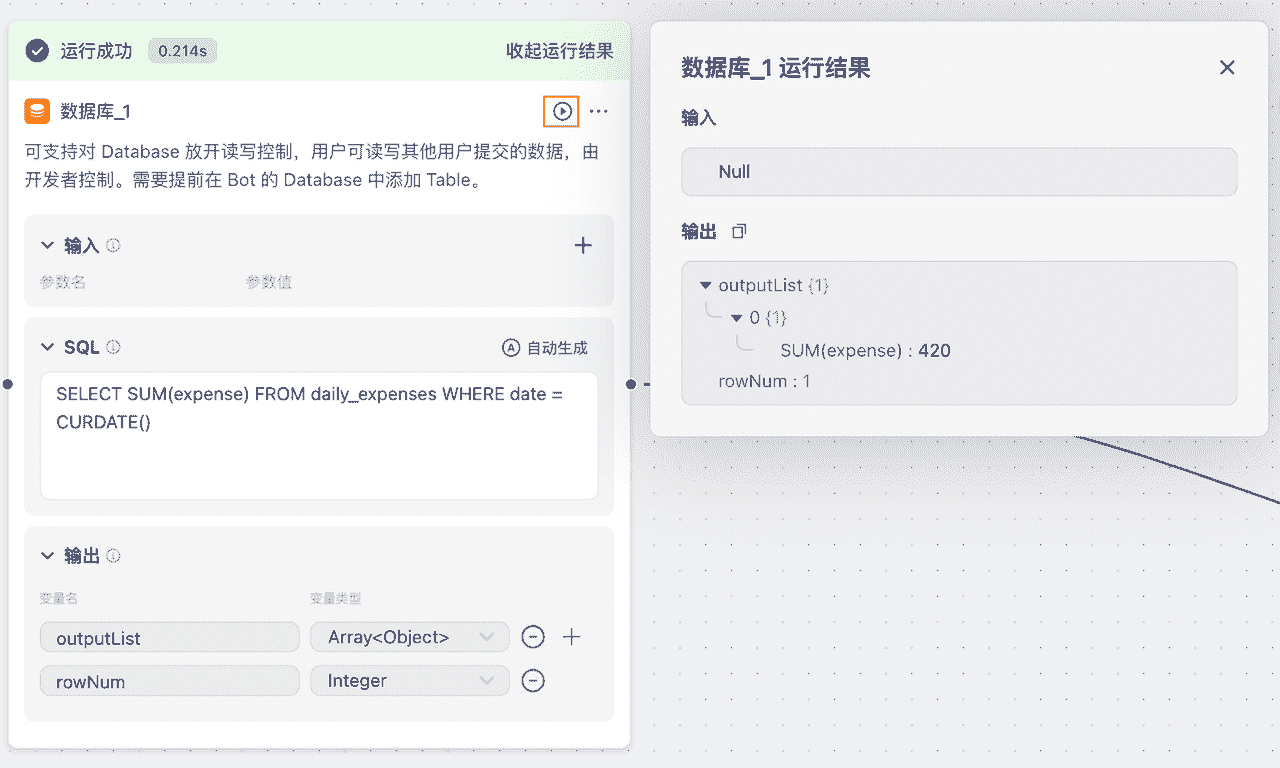 运行成功 0.214s 收起运行结果
数据库_1
可支持对 Database 放开读写控制，用户可读写其他用户提交的数据，由
开发者控制。需要提前在 Bot 的 Database 中添加 Table。
输入
参数名 参数值
SQL 自动生成
SELECT SUM(expense) FROM daily_expenses WHERE date =
CURDATE()
输出
变量名 变量类型
outputList Array<Object>
rowNum Integer
数据库_1 运行结果
输入
Null
输出
outputList {1}
0 {1}
SUM(expense) : 420
rowNum : 1